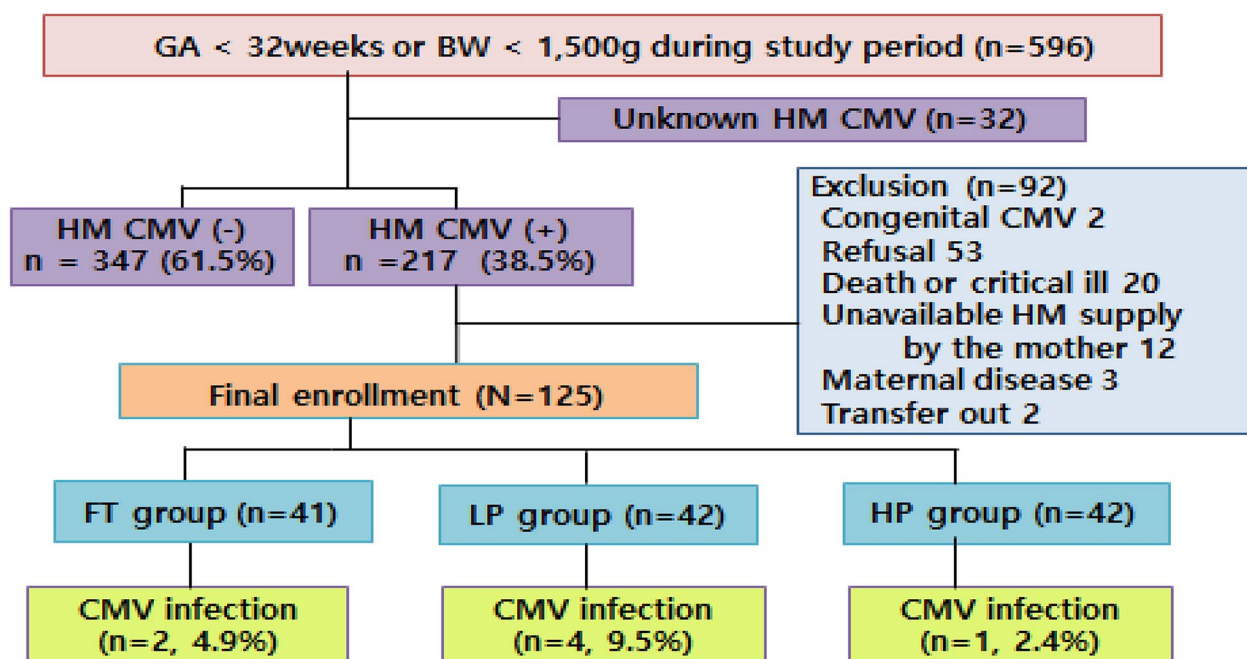 GA < 32weeks or BW < 1,500g during study period (n=596)
Unknown HM CMV (n=32)
HM CMV (-)
n = 347 (61.5%)
HM CMV (+)
n =217 (38.5%)
Exclusion (n=92)
Congenital CMV 2
Refusal 53
Death or critical ill 20
Unavailable HM supply
by the mother 12
Maternal disease 3
Transfer out 2
Final enrollment (N=125)
FT group (n=41)
LP group (n=42)
HP group (n=42)
CMV infection
(n=2, 4.9%)
CMV infection
(n=4, 9.5%)
CMV infection
(n=1, 2.4%)